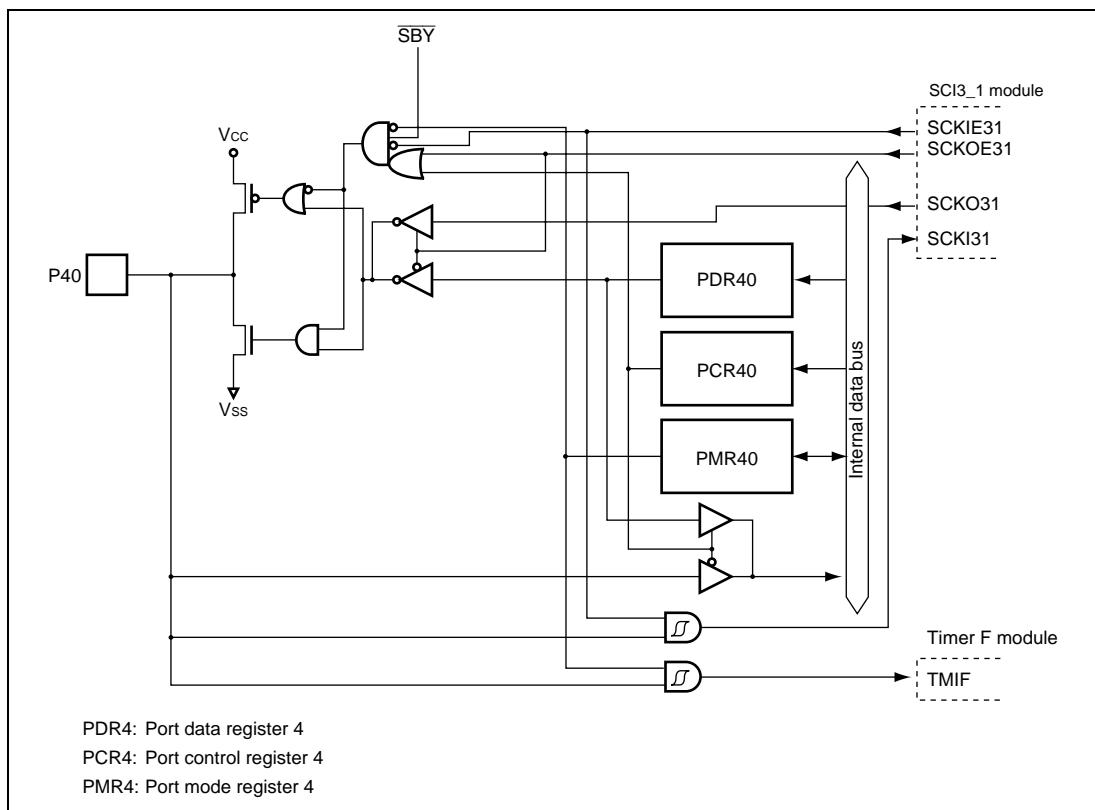 SBY
SCI3_1 module
VCC
SCKIE31
SCKOE31
SCKO31
SCKI31
P40
PDR40
PCR40
VSS
PMR40
Internal data bus
Timer F module
TMIF
PDR4: Port data register 4
PCR4: Port control register 4
PMR4: Port mode register 4